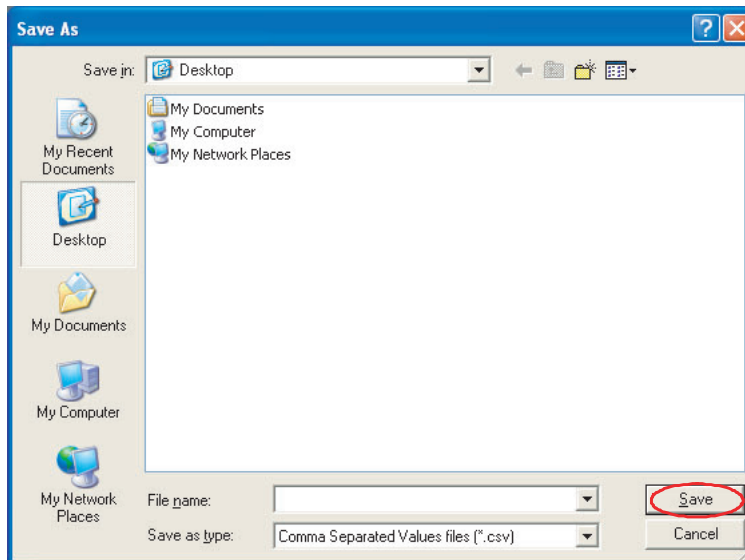 Save As
Save in: Desktop
My Recent
Documents
Desktop
My Documents
My Computer
My Network
Places
My Documents
My Computer
My Network Places
File name:
Save
Save as type: Comma Separated Values files (*.csv)
Cancel